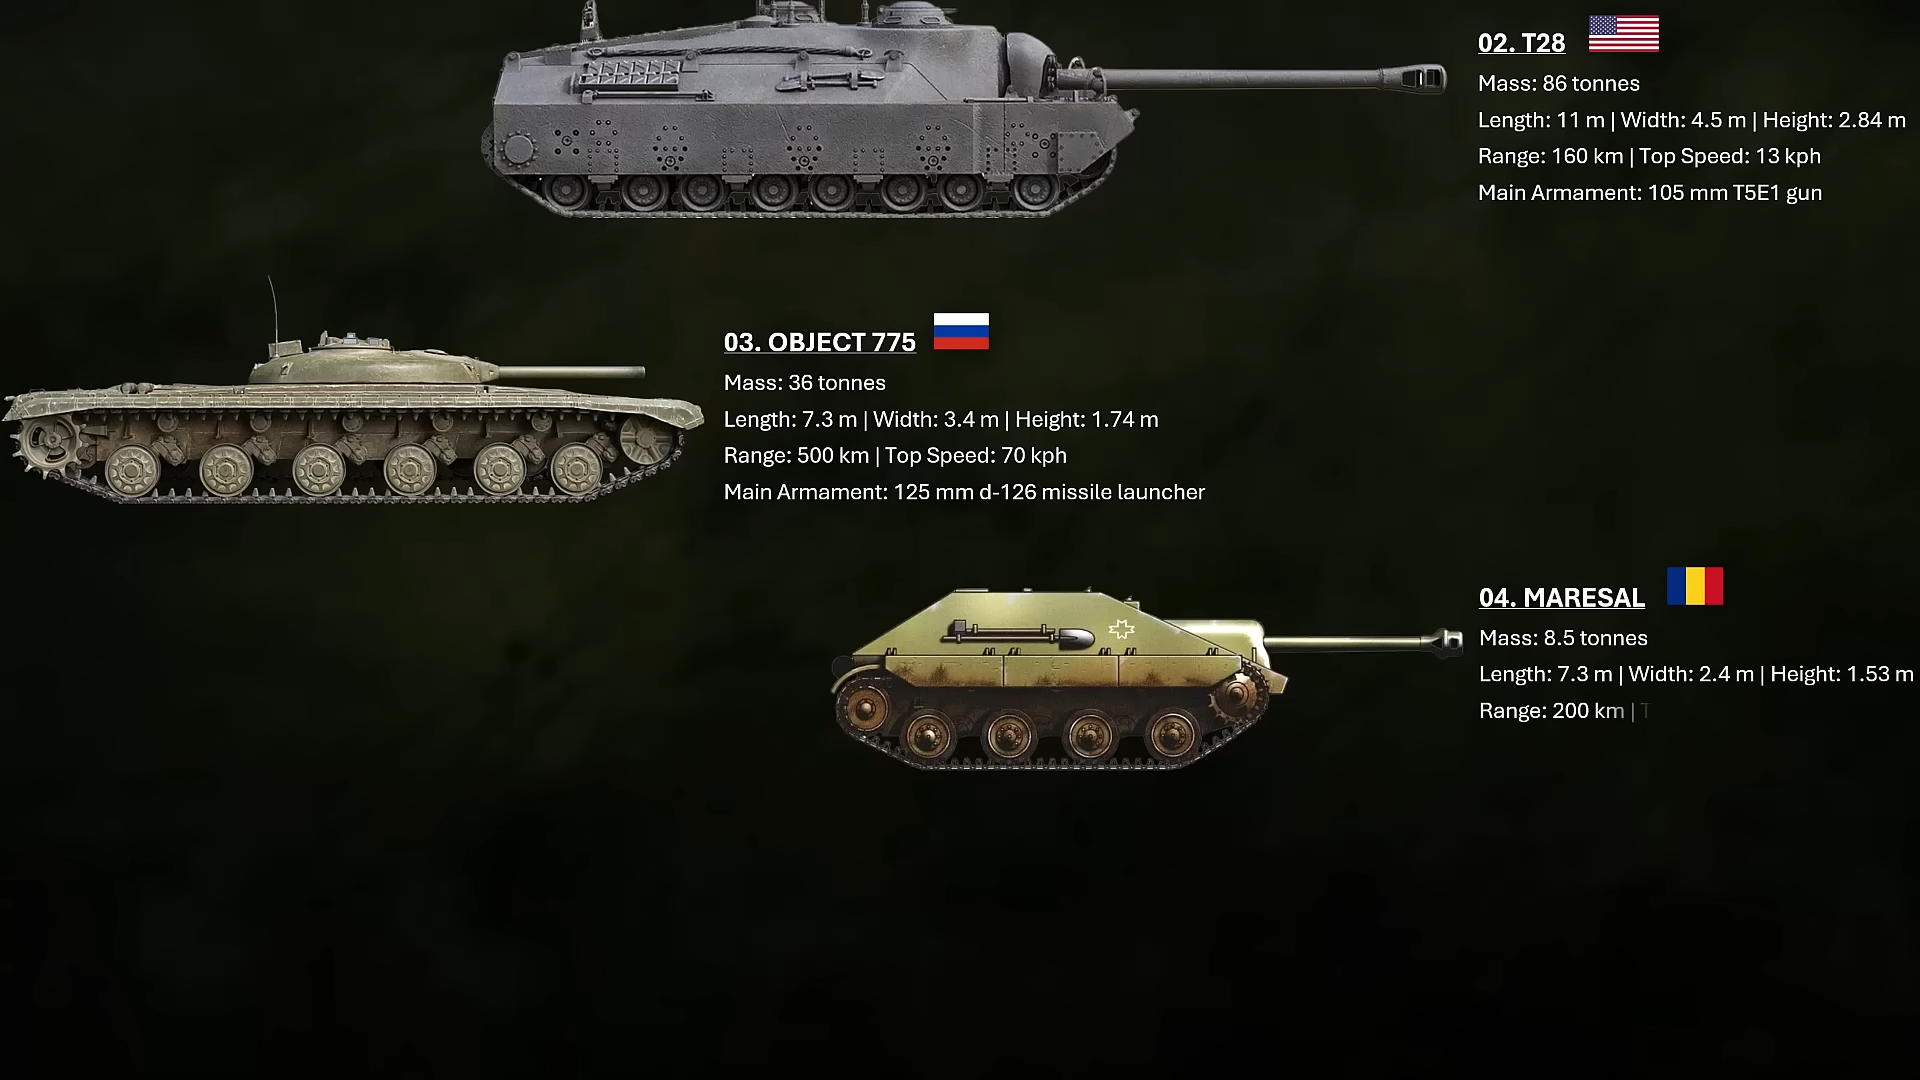 02. T28
Mass: 86 tonnes
Length: 11 m | Width: 4.5 m | Height: 2.84 m
Range: 160 km | Top Speed: 13 kph
Main Armament: 105 mm T5E1 gun
03. OBJECT 775
Mass: 36 tonnes
Length: 7.3 m | Width: 3.4 m | Height: 1.74 m
Range: 500 km | Top Speed: 70 kph
Main Armament: 125 mm d-126 missile launcher
04. MARESAL
Mass: 8.5 tonnes
Length: 7.3 m | Width: 2.4 m | Height: 1.53 m
Range: 200 km | T